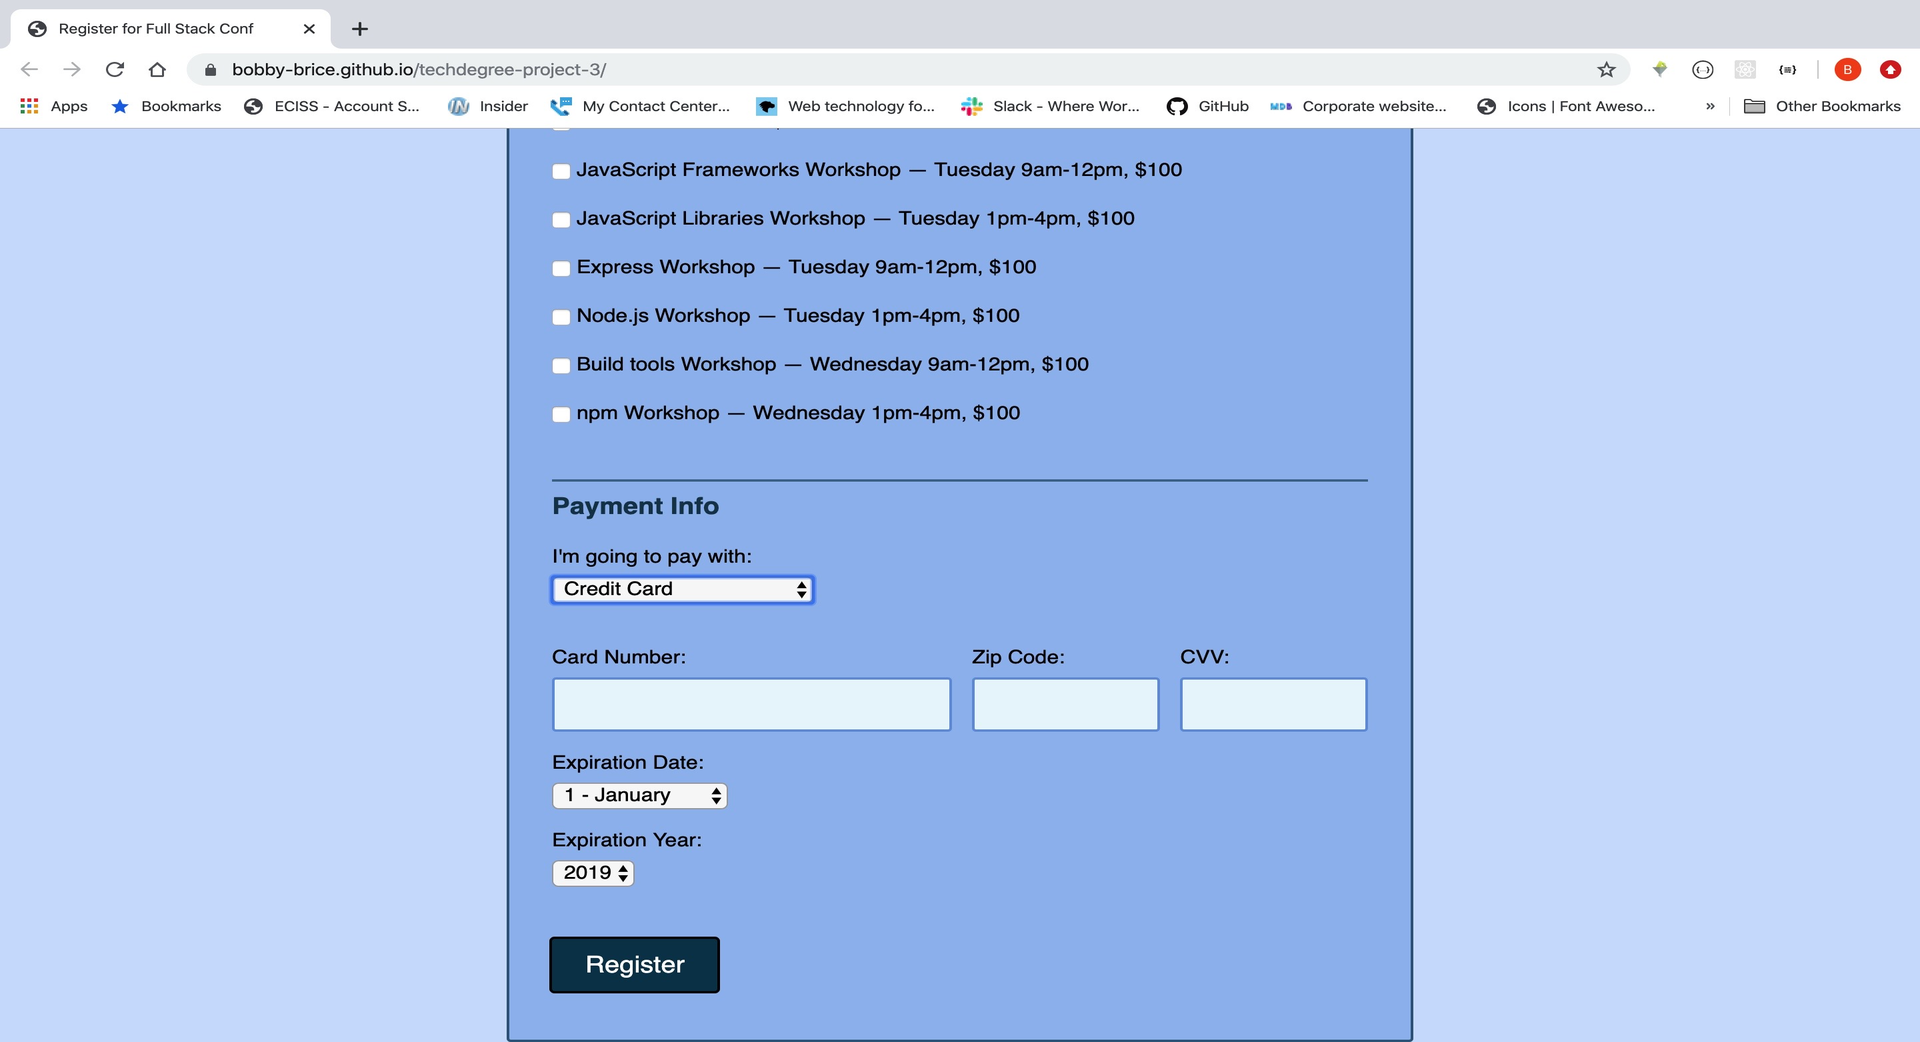 Register for Full Stack Conf
bobby-brice.github.io/techdegree-project-3/
B
Apps Bookmarks ECISS - Account S... Insider My Contact Center... Web technology fo... Slack - Where Wor... GitHub MDB Corporate website... Icons | Font Aweso... » Other Bookmarks
JavaScript Frameworks Workshop — Tuesday 9am-12pm, $100
JavaScript Libraries Workshop — Tuesday 1pm-4pm, $100
Express Workshop — Tuesday 9am-12pm, $100
Node.js Workshop — Tuesday 1pm-4pm, $100
Build tools Workshop — Wednesday 9am-12pm, $100
npm Workshop — Wednesday 1pm-4pm, $100
Payment Info
I'm going to pay with:
Credit Card
Card Number: Zip Code: CVV:
Expiration Date:
1 - January
Expiration Year:
2019
Register